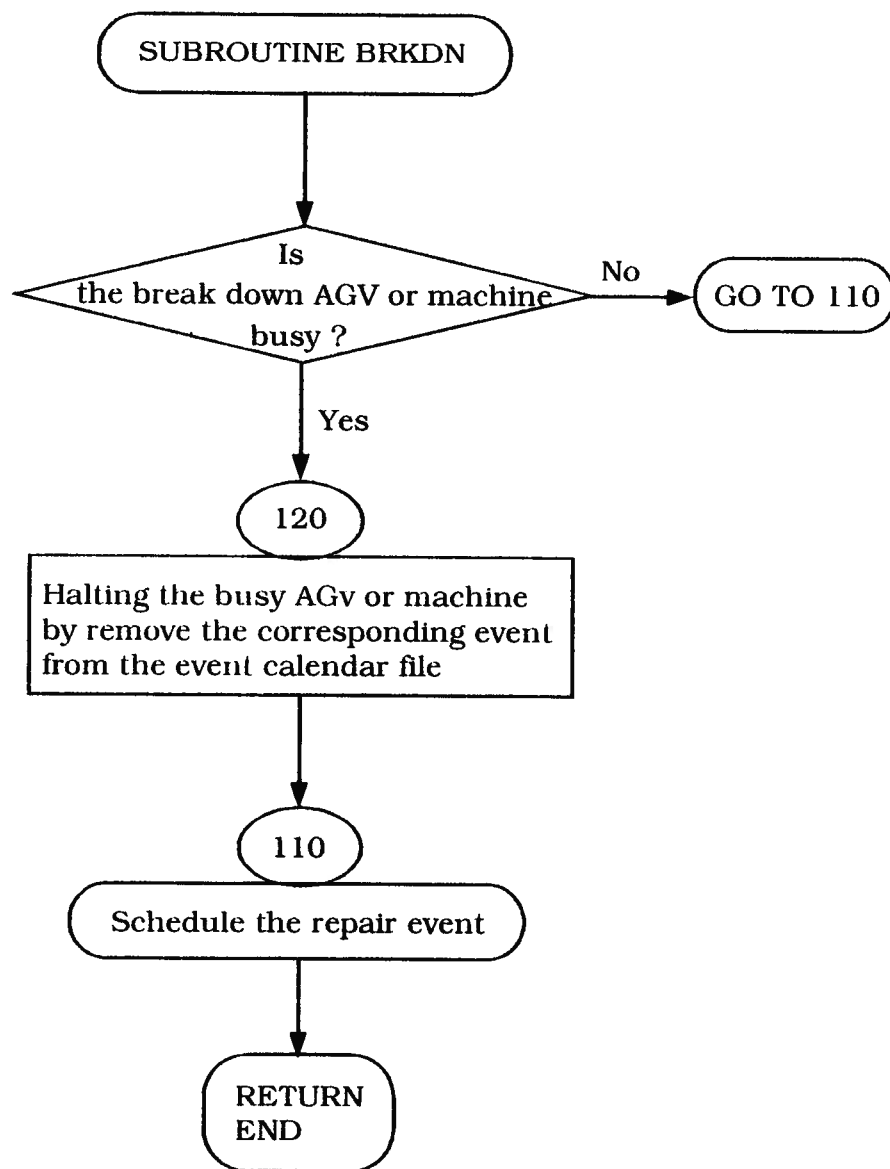 SUBROUTINE BRKDN
Is
the break down AGV or machine
busy ?
No
GO TO 110
Yes
120
Halting the busy AGv or machine
by remove the corresponding event
from the event calendar file
110
Schedule the repair event
RETURN
END